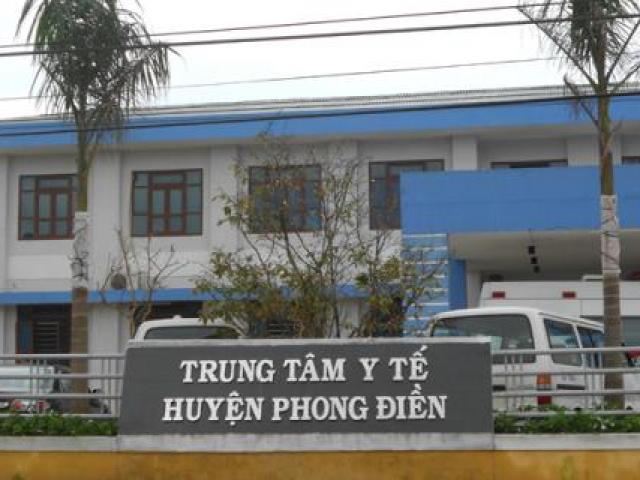 TRUNG TÂM Y TẾ
HUYỆN PHONG ĐIỀN